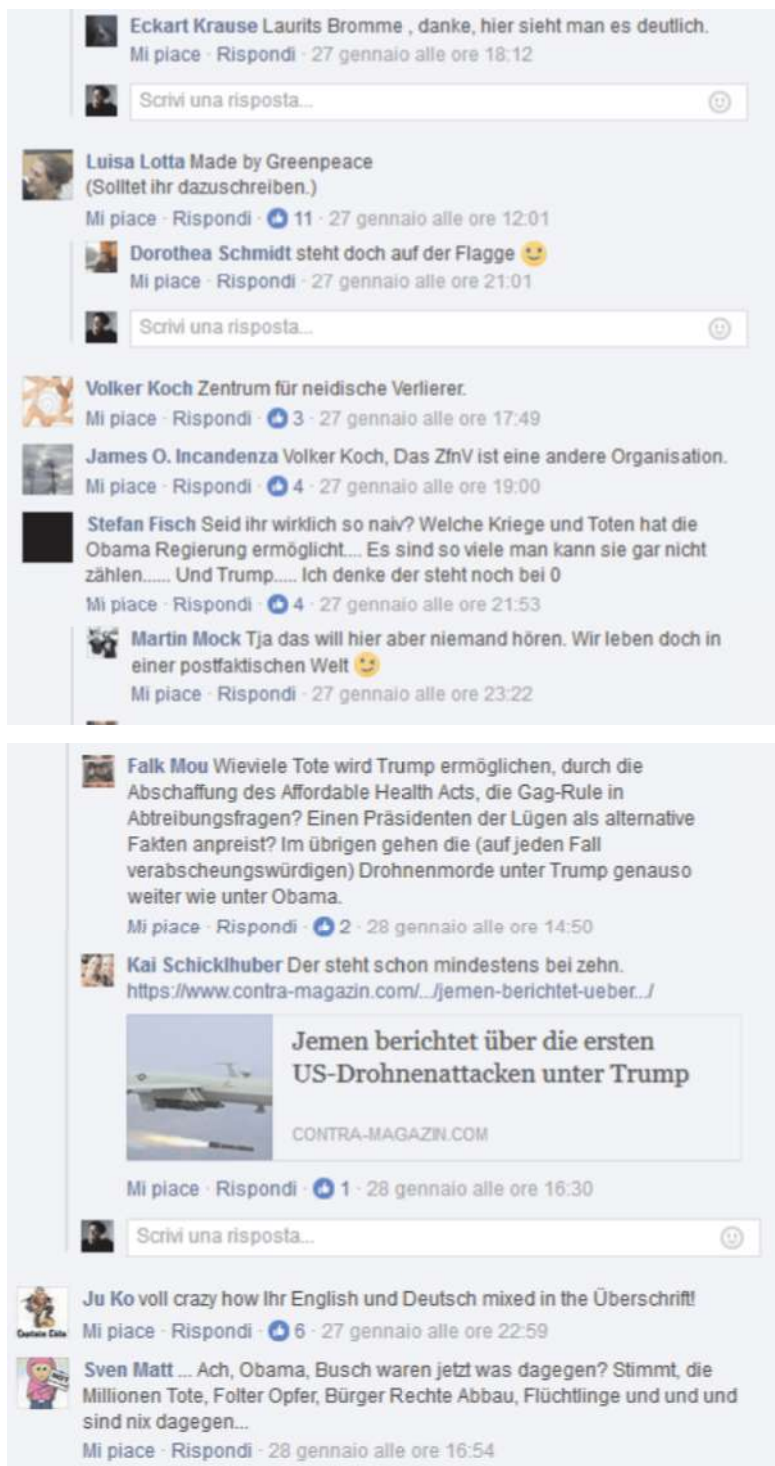 Eckart Krause Laurits Bromme , danke, hier sieht man es deutlich.
Mi piace · Rispondi · 27 gennaio alle ore 18:12
Scrivi una risposta...
Luisa Lotta Made by Greenpeace
(Solltet ihr dazuschreiben.)
Mi piace · Rispondi · 11 · 27 gennaio alle ore 12:01
Dorothea Schmidt steht doch auf der Flagge 😉
Mi piace · Rispondi · 27 gennaio alle ore 21:01
Scrivi una risposta...
Volker Koch Zentrum für neidische Verlierer.
Mi piace · Rispondi · 3 · 27 gennaio alle ore 17:49
James O. Incandenza Volker Koch, Das ZfnV ist eine andere Organisation.
Mi piace · Rispondi · 4 · 27 gennaio alle ore 19:00
Stefan Fisch Seid ihr wirklich so naiv? Welche Kriege und Toten hat die
Obama Regierung ermöglicht.... Es sind so viele man kann sie gar nicht
zählen...... Und Trump..... Ich denke der steht noch bei 0
Mi piace · Rispondi · 4 · 27 gennaio alle ore 21:53
Martin Mock Tja das will hier aber niemand hören. Wir leben doch in
einer postfaktischen Welt 😉
Mi piace · Rispondi · 27 gennaio alle ore 23:22
Falk Mou Wieviele Tote wird Trump ermöglichen, durch die
Abschaffung des Affordable Health Acts, die Gag-Rule in
Abtreibungsfragen? Einen Präsidenten der Lügen als alternative
Fakten anpreist? Im übrigen gehen die (auf jeden Fall
verabscheungswürdigen) Drohnenmorde unter Trump genauso
weiter wie unter Obama.
Mi piace · Rispondi · 2 · 28 gennaio alle ore 14:50
Kai Schicklhuber Der steht schon mindestens bei zehn.
https://www.contra-magazin.com/.../jemen-berichtet-ueber.../
Jemen berichtet über die ersten
US-Drohnenattacken unter Trump
CONTRA-MAGAZIN.COM
Mi piace · Rispondi · 1 · 28 gennaio alle ore 16:30
Scrivi una risposta...
Ju Ko voll crazy how Ihr English und Deutsch mixed in the Überschrift!
Mi piace · Rispondi · 6 · 27 gennaio alle ore 22:59
Sven Matt ... Ach, Obama, Busch waren jetzt was dagegen? Stimmt, die
Millionen Tote, Folter Opfer, Bürger Rechte Abbau, Flüchtlinge und und und
sind nix dagegen...
Mi piace · Rispondi · 28 gennaio alle ore 16:54